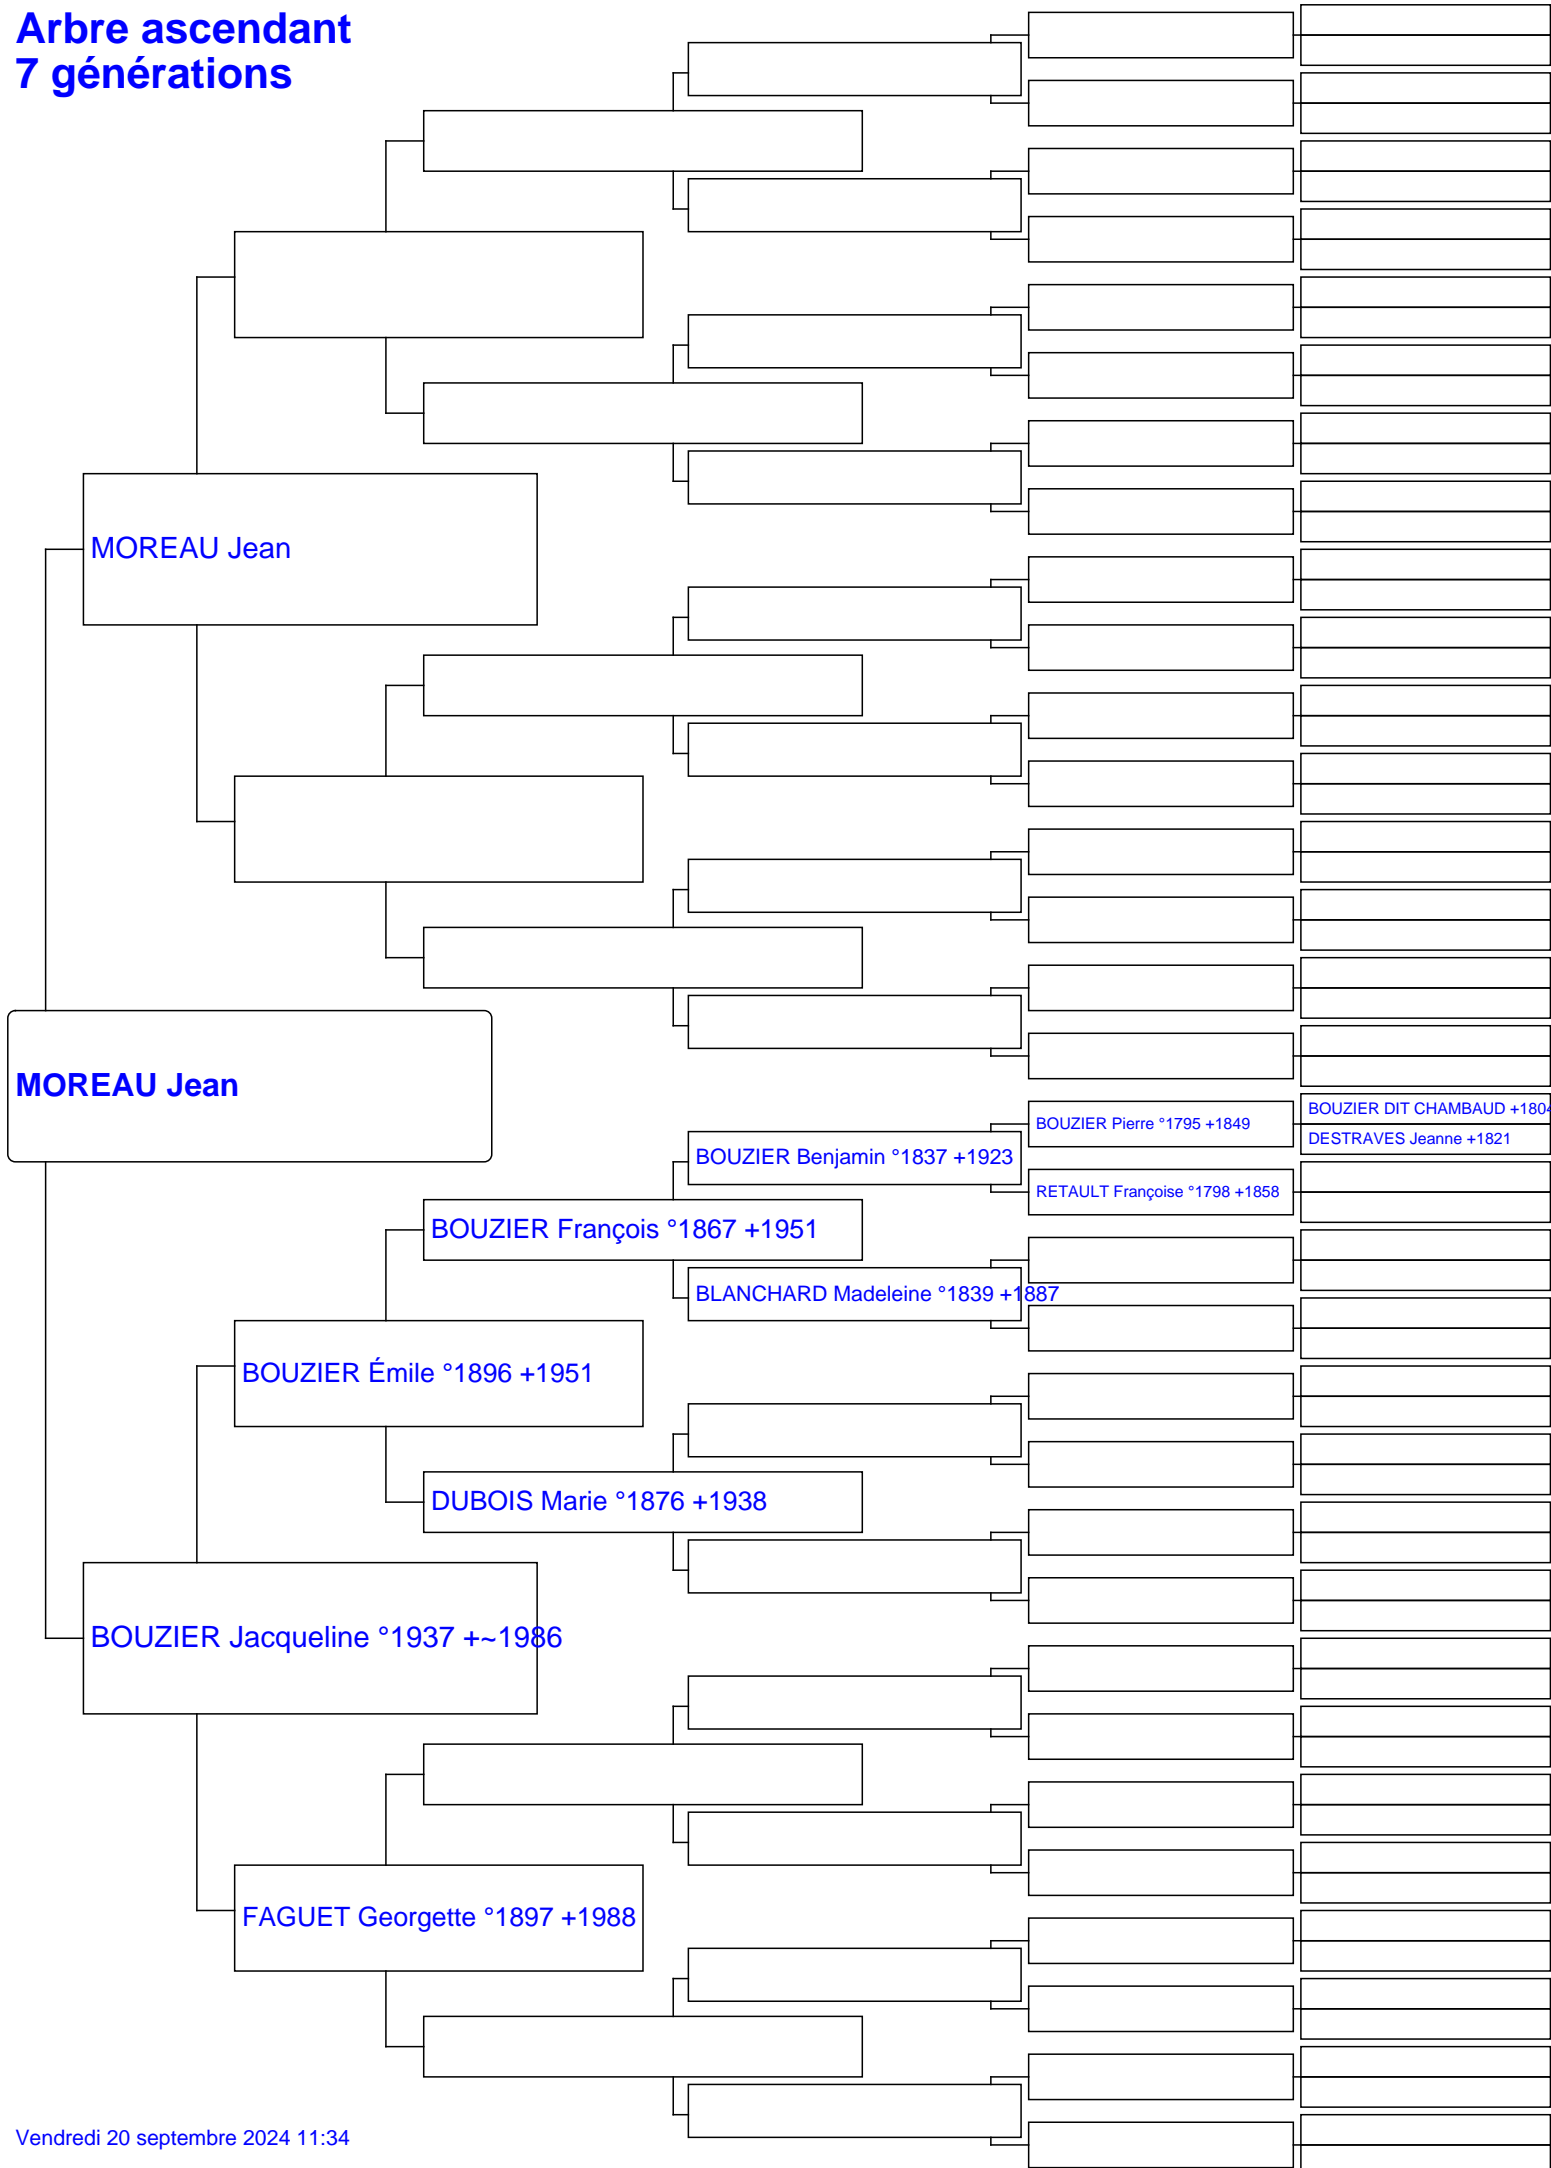 Arbre ascendant
7 générations
MOREAU Jean
MOREAU Jean
BOUZIER DIT CHAMBAUD +1804
BOUZIER Pierre °1795 +1849
DESTRAVES Jeanne +1821
BOUZIER Benjamin °1837 +1923
RETAULT Françoise °1798 +1858
BOUZIER François °1867 +1951
BLANCHARD Madeleine °1839 +1887
BOUZIER Émile °1896 +1951
DUBOIS Marie °1876 +1938
BOUZIER Jacqueline °1937 +~1986
FAGUET Georgette °1897 +1988
Vendredi 20 septembre 2024 11:34